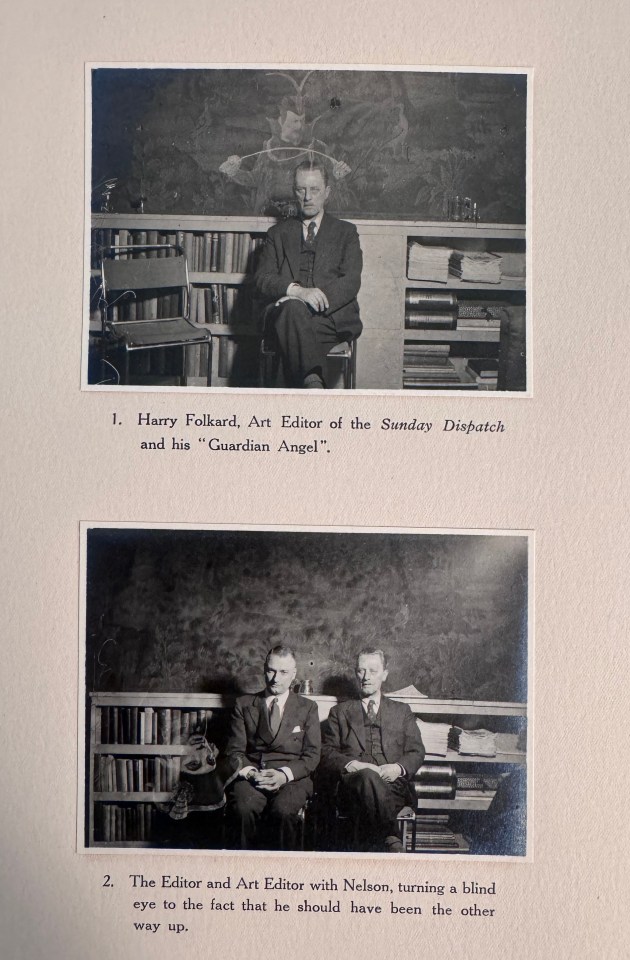 1. Harry Folkard, Art Editor of the Sunday Dispatch
and his "Guardian Angel".
2. The Editor and Art Editor with Nelson, turning a blind
eye to the fact that he should have been the other
way up.